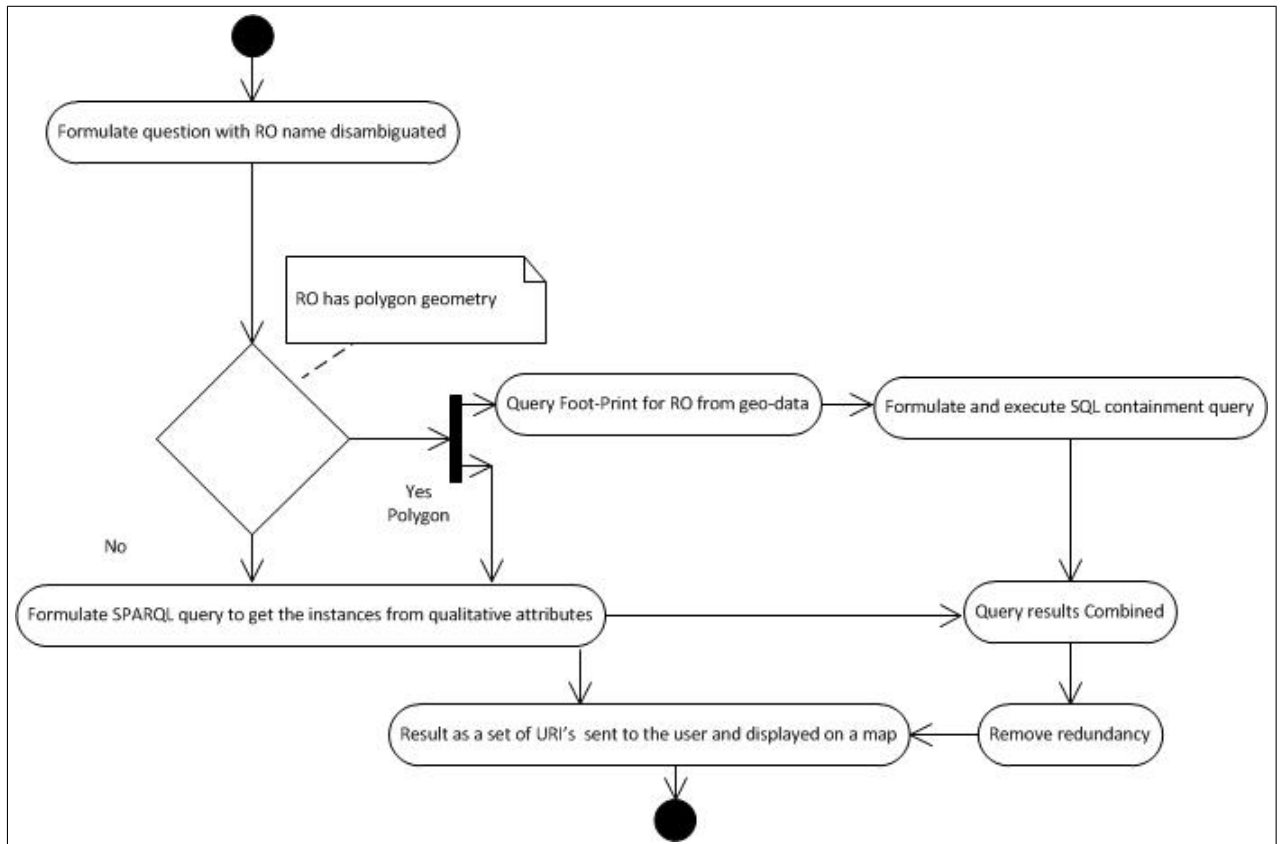 Formulate question with RO name disambiguated
RO has polygon geometry
Query Foot-Print for RO from geo-data
Formulate and execute SQL containment query
Yes
Polygon
No
Formulate SPARQL query to get the instances from qualitative attributes
Query results Combined
Result as a set of URI's sent to the user and displayed on a map
Remove redundancy